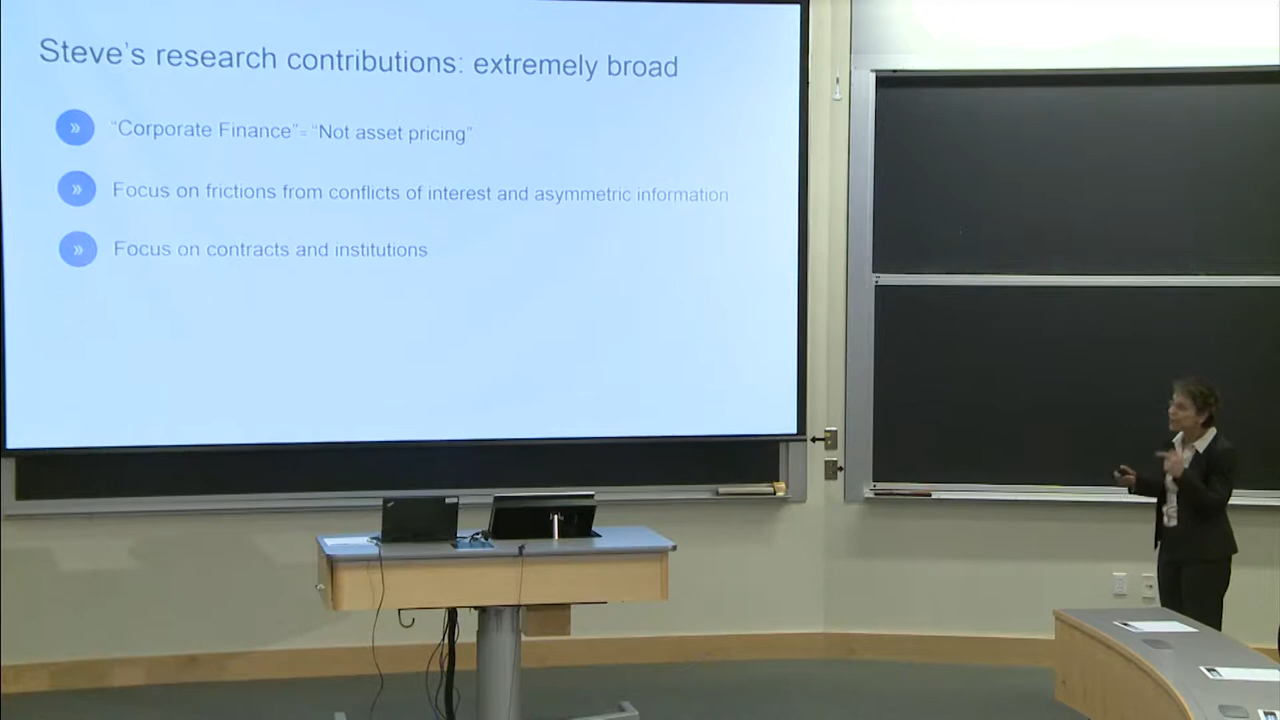 Steve's research contributions: extremely broad
» "Corporate Finance"= "Not asset pricing"
» Focus on frictions from conflicts of interest and asymmetric information
» Focus on contracts and institutions